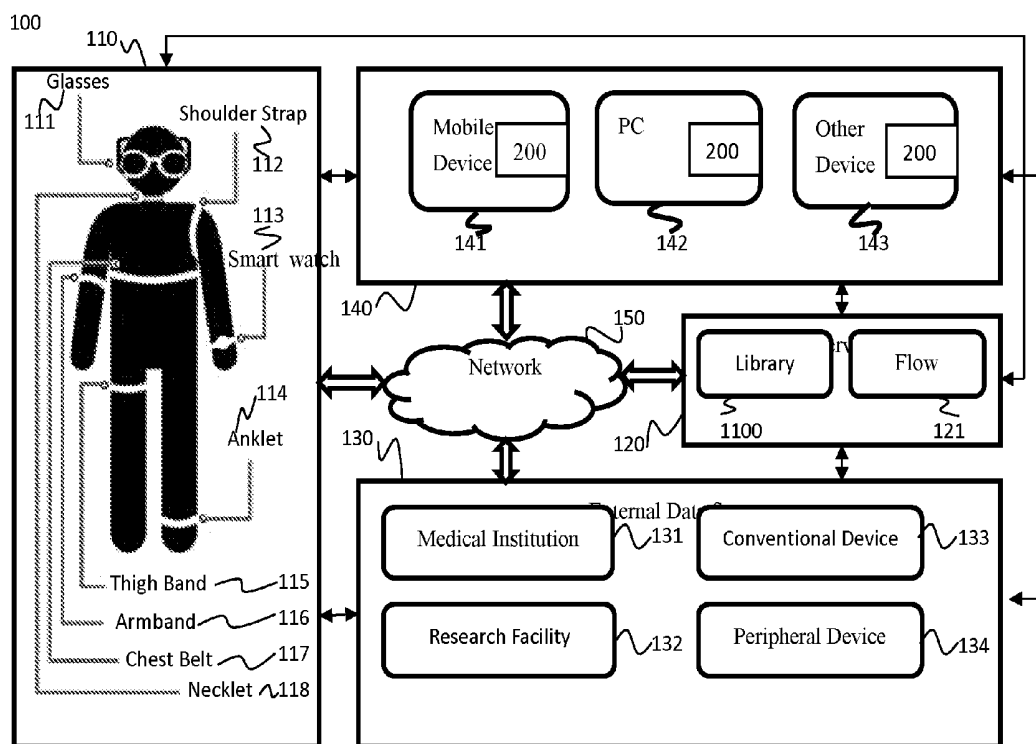 100
110
Glasses
111
Shoulder Strap
112
113
Smart watch
114
Anklet
Thigh Band 115
Armband 116
Chest Belt 117
Necklet 118
Mobile
Device
200
141
PC
200
142
Other
Device
200
143
140
150
Network
Library
Flow
1100
121
120
130
External Data
Medical Institution 131
Conventional Device 133
Research Facility 132
Peripheral Device 134